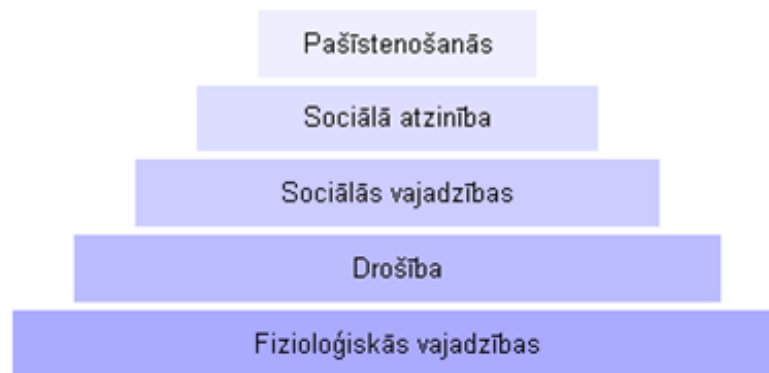 Pašīstenošanās
Sociālā atzinība
Sociālās vajadzības
Drošība
Fizioloģiskās vajadzības